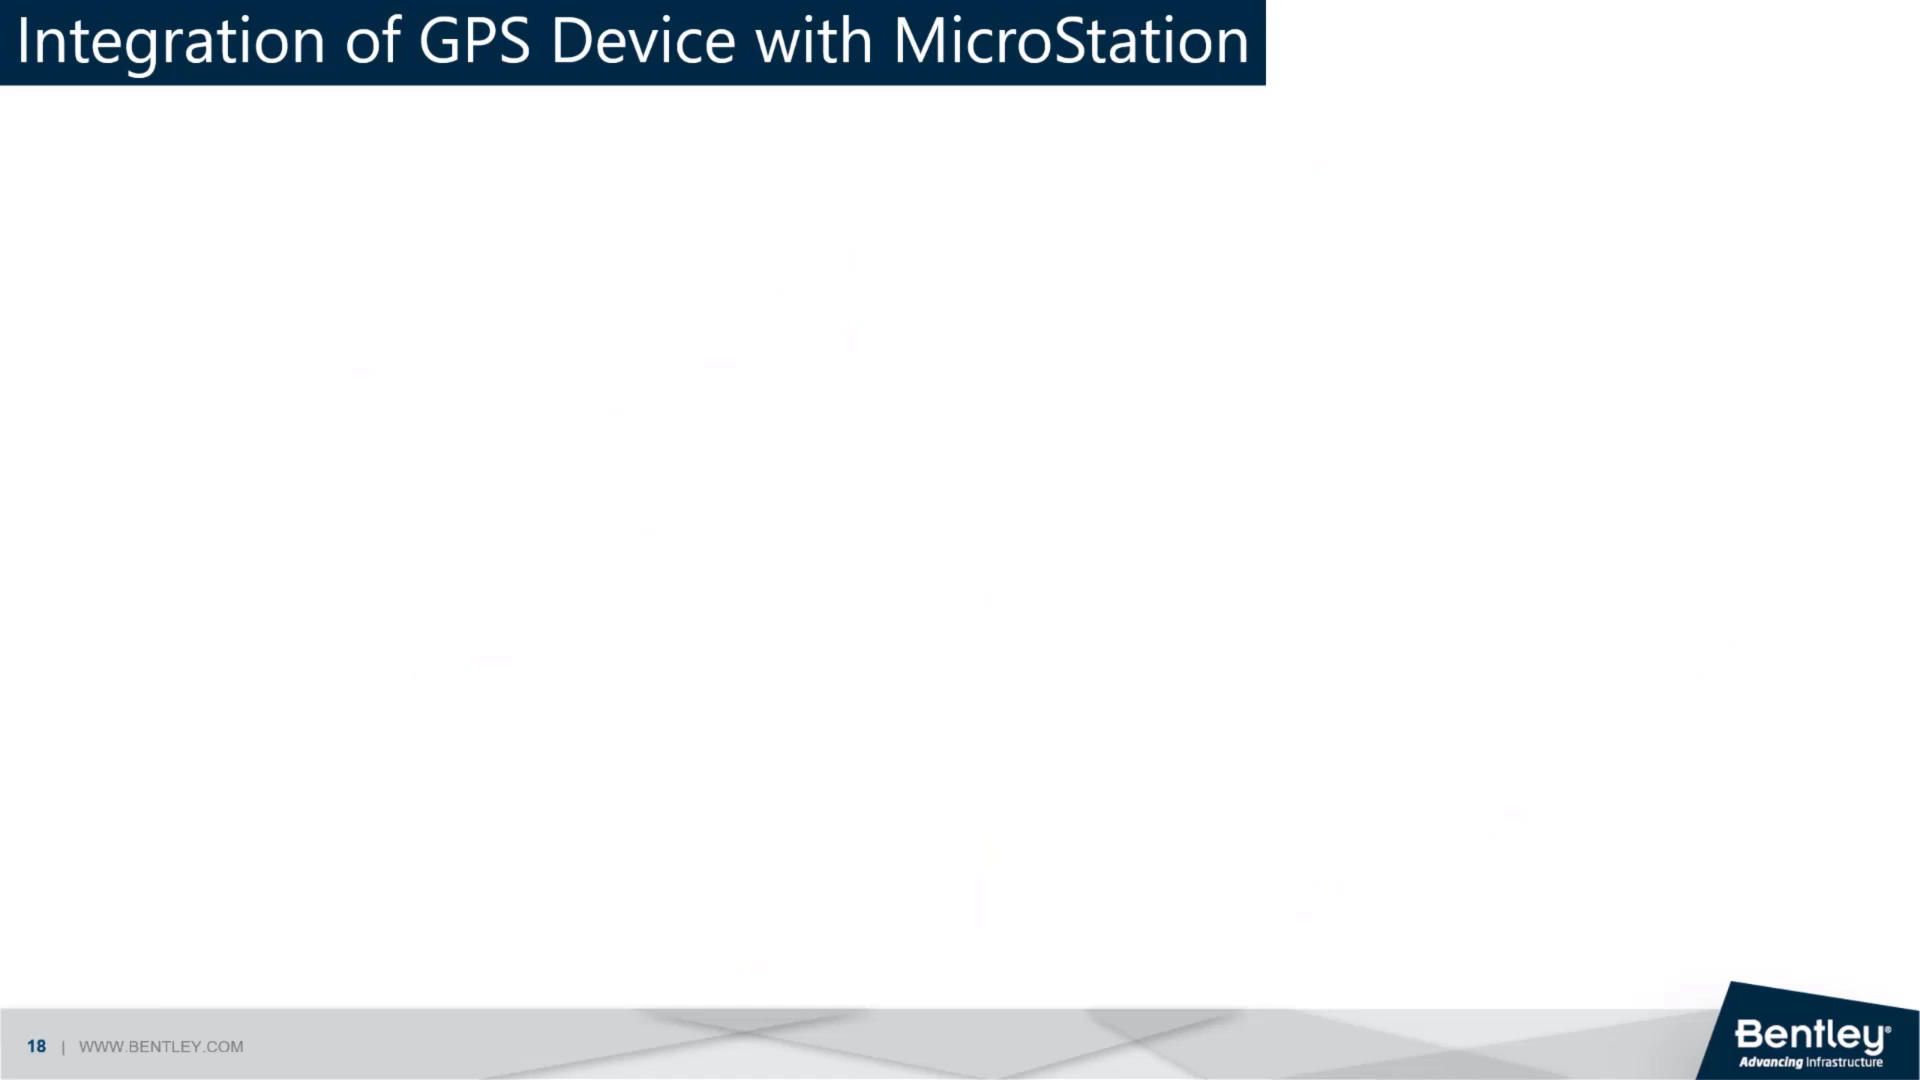 Integration of GPS Device with MicroStation
18 | WWW.BENTLEY.COM
Bentley®
Advancing Infrastructure